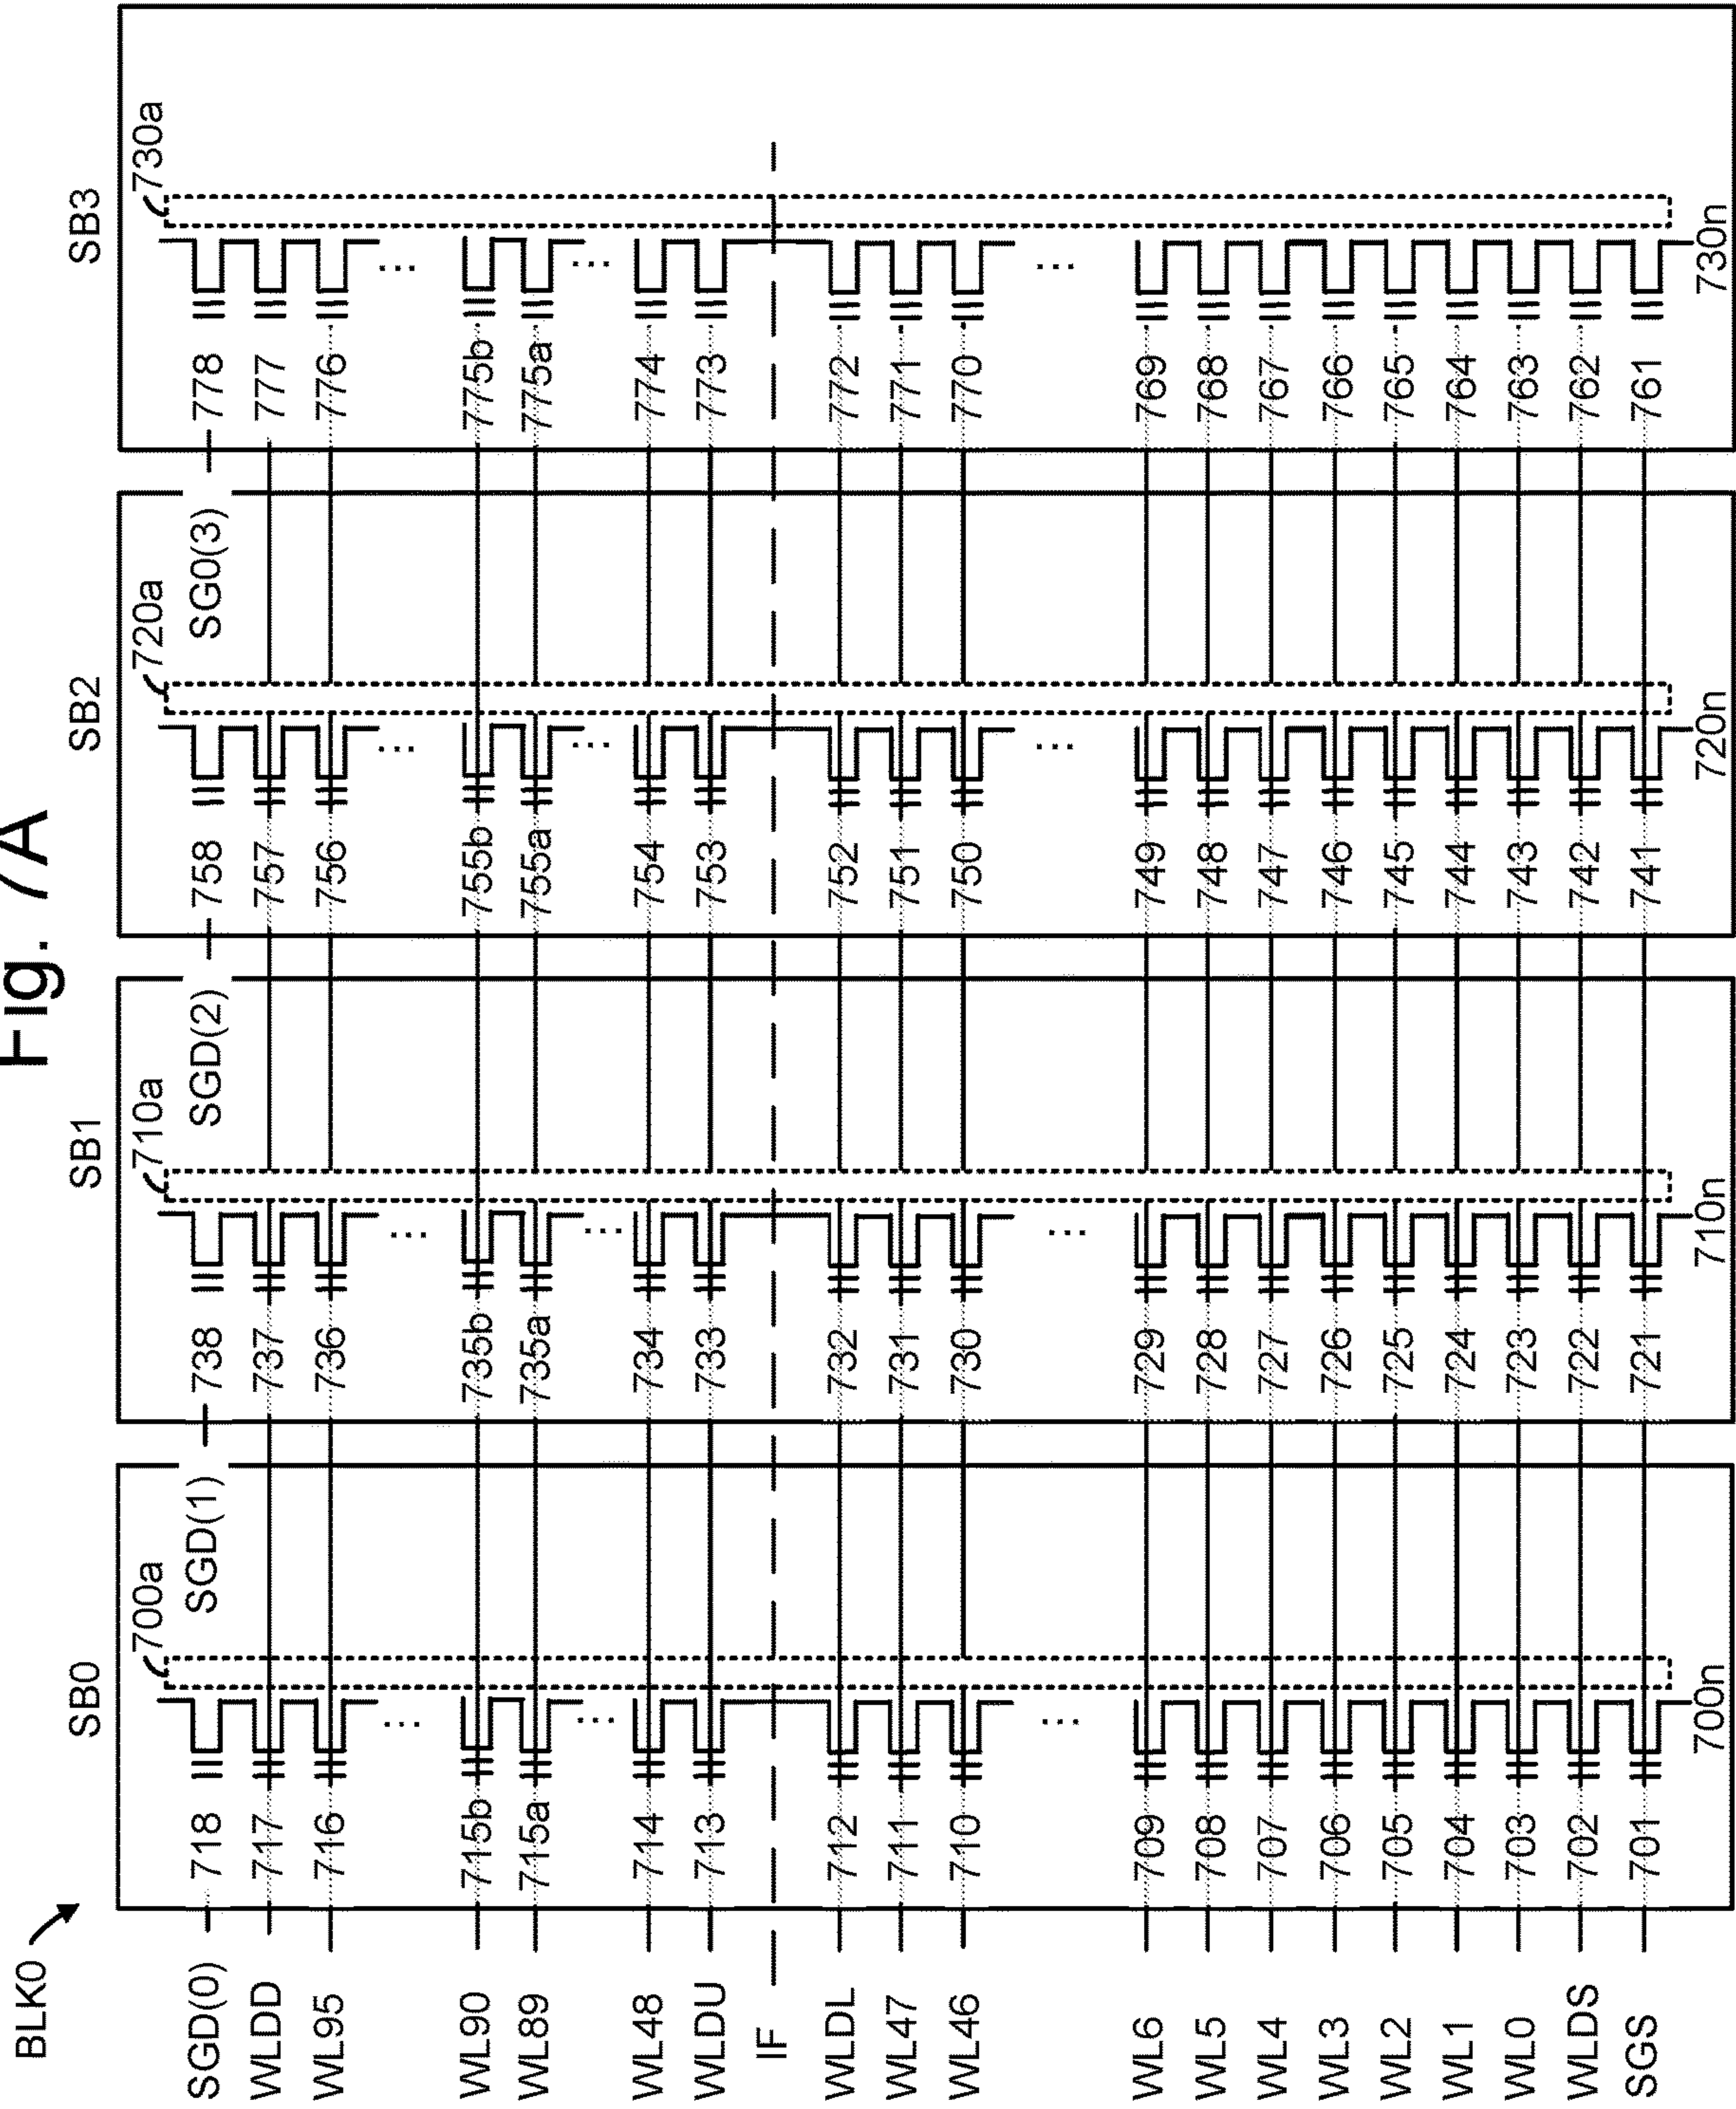 Fig. 7A
BLK0
SB0 SB1 SB2 SB3
700a 710a 720a 730a
SGD(0) 718 SGD(1) 738 SGD(2) 758 SG0(3) 778
WLDD 717 737 757 777
WL95 716 736 756 776
... ... ... ...
WL90 715b 735b 755b 775b
WL89 715a 735a 755a 775a
... ... ... ...
WL48 714 734 754 774
WLDU 713 733 753 773
IF
WLDL 712 732 752 772
WL47 711 731 751 771
WL46 710 730 750 770
... ... ... ...
WL6 709 729 749 769
WL5 708 728 748 768
WL4 707 727 747 767
WL3 706 726 746 766
WL2 705 725 745 765
WL1 704 724 744 764
WL0 703 723 743 763
WLDS 702 722 742 762
SGS 701 721 741 761
700n 710n 720n 730n